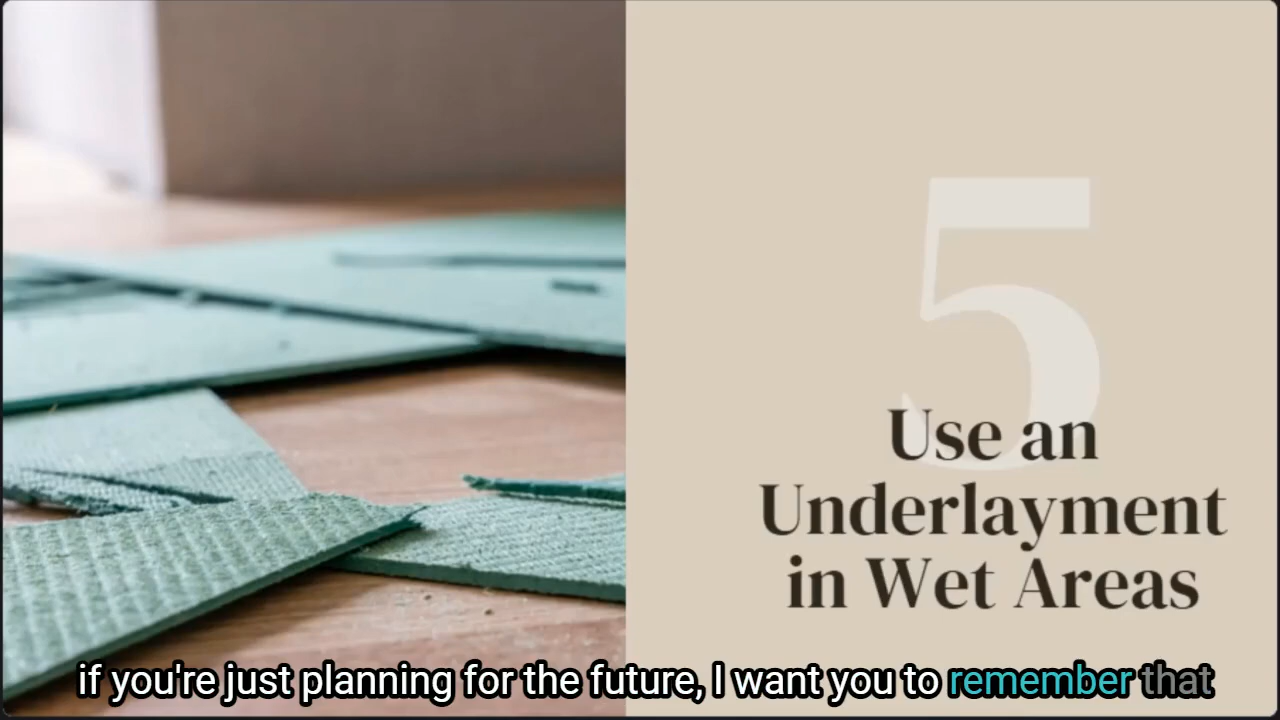 5
Use an
Underlayment
in Wet Areas
if you're just planning for the future, I want you to remember that